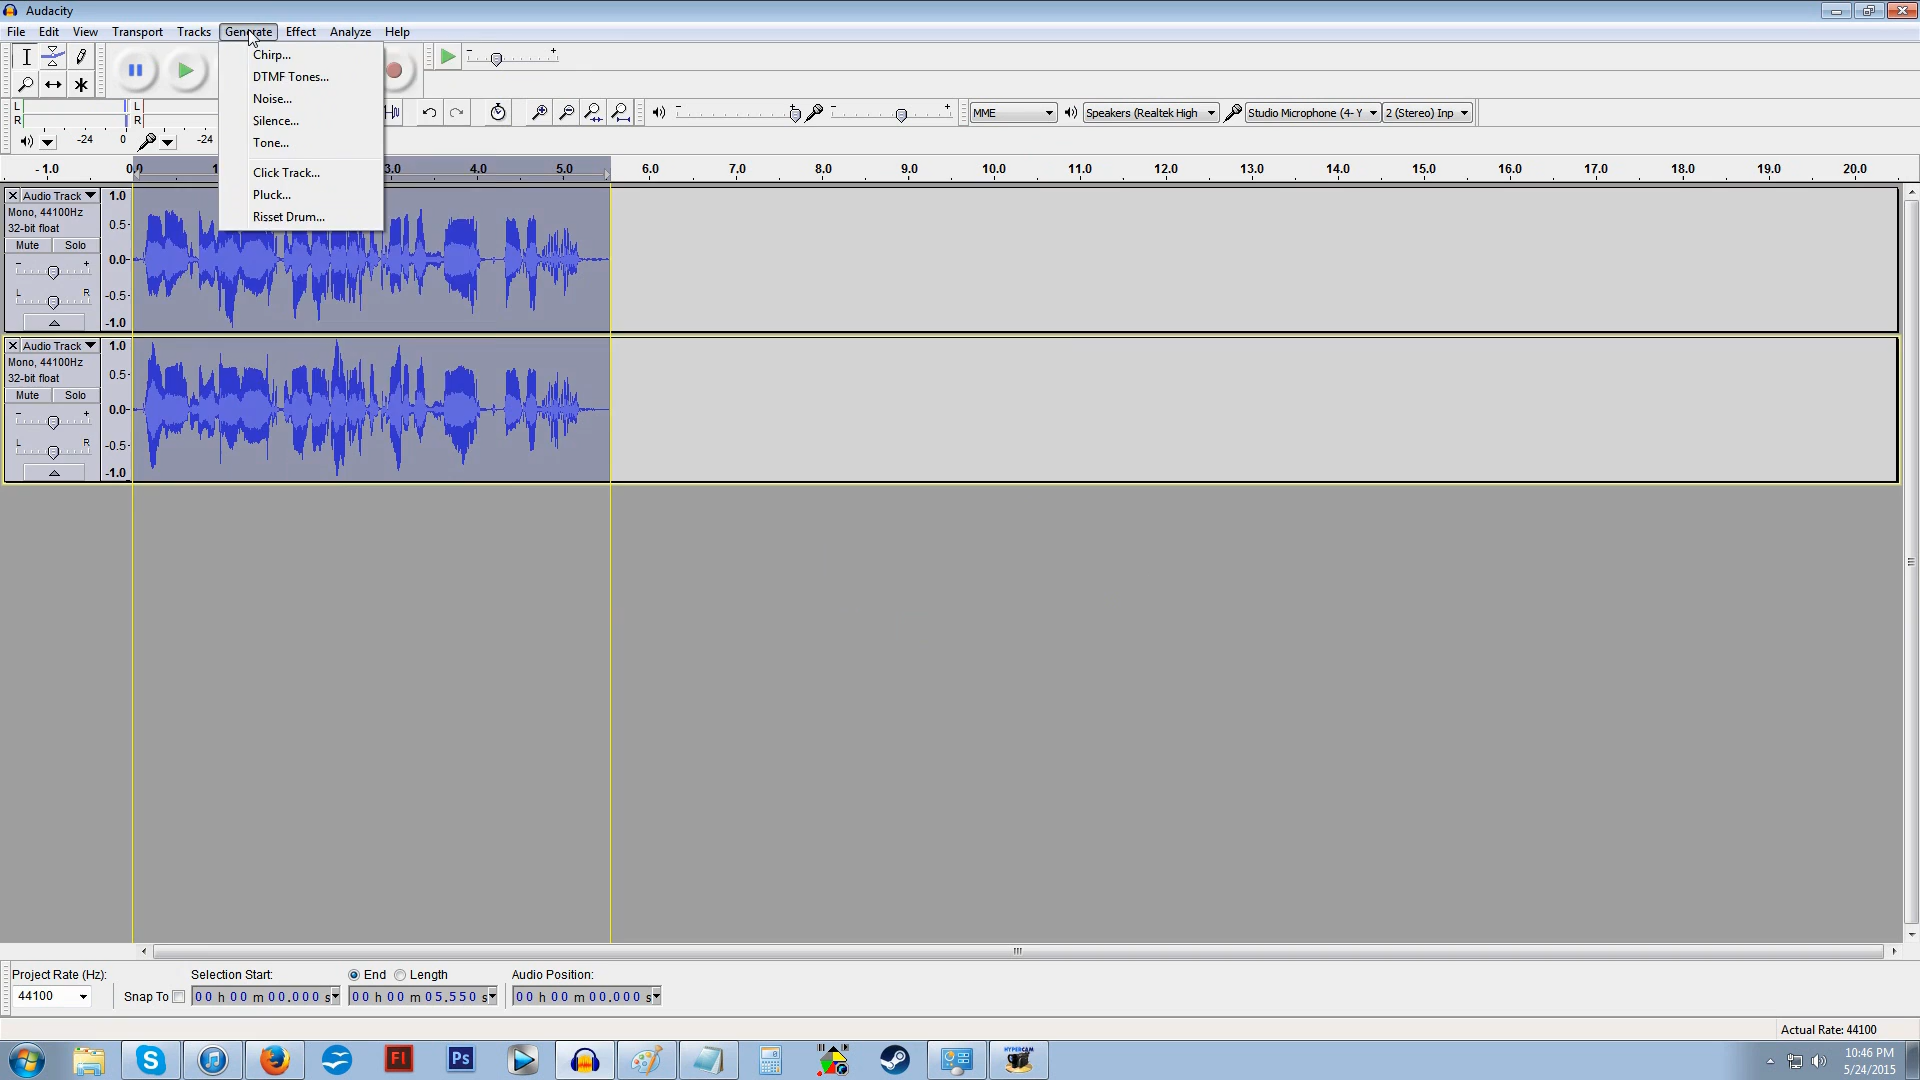 Audacity
File Edit View Transport Tracks Generate Effect Analyze Help
Chirp...
DTMF Tones...
Noise...
Silence...
Tone...
Click Track...
Pluck...
Risset Drum...
L
R
-24 0
L
R
-24
MME
Speakers (Realtek High
Studio Microphone (4- Y
2 (Stereo) Inp
- 1.0 3.0 4.0 5.0 6.0 7.0 8.0 9.0 10.0 11.0 12.0 13.0 14.0 15.0 16.0 17.0 18.0 19.0 20.0
Audio Track
Mono, 44100Hz
32-bit float
Mute Solo
- +
L R
1.0
0.5
0.0
-0.5
-1.0
Audio Track
Mono, 44100Hz
32-bit float
Mute Solo
- +
L R
1.0
0.5
0.0
-0.5
-1.0
Project Rate (Hz):
44100
Snap To
Selection Start:
00 h 00 m 00.000 s
End Length
00 h 00 m 05.550 s
Audio Position:
00 h 00 m 00.000 s
Actual Rate: 44100
Fl
Ps
HYPERCAM
10:46 PM
5/24/2015